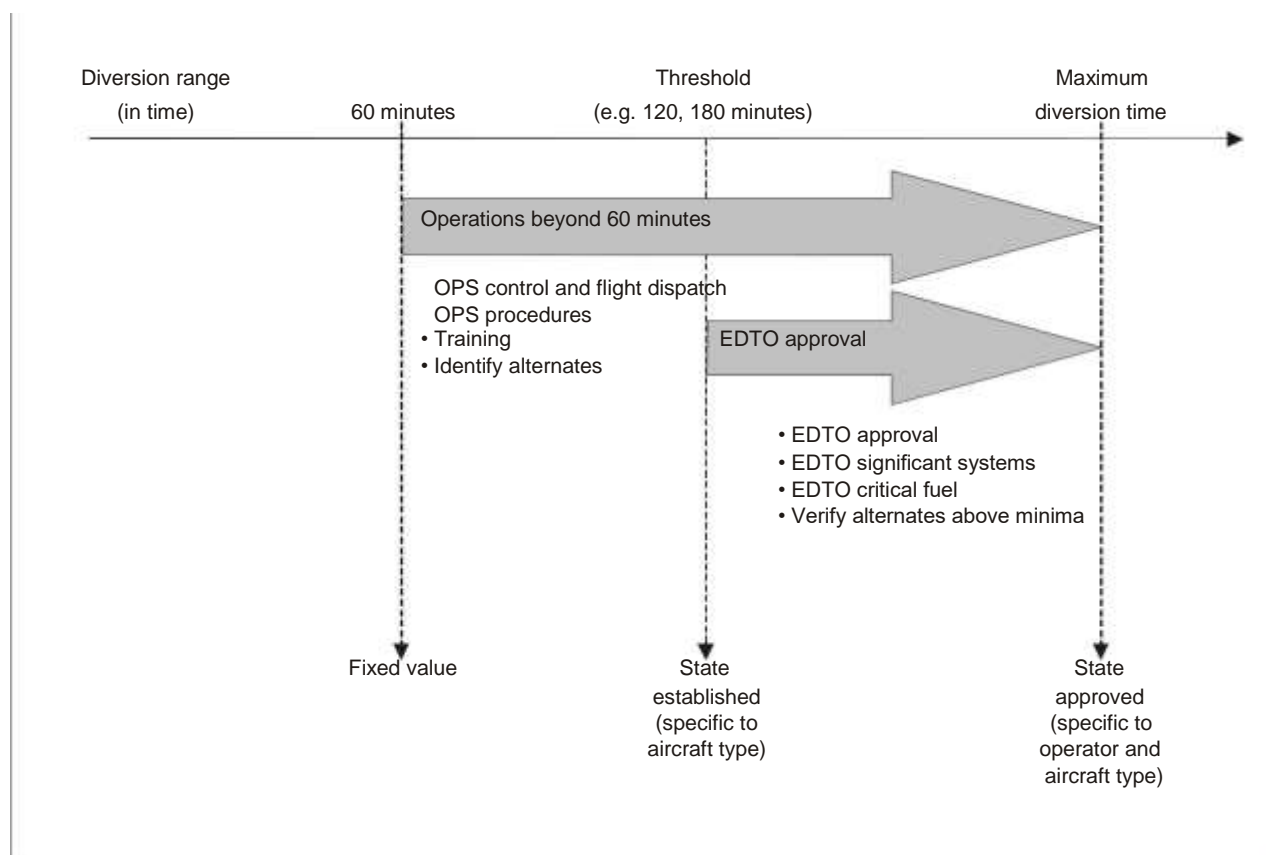 Diversion range
(in time)
60 minutes
Threshold
(e.g. 120, 180 minutes)
Maximum
diversion time
Operations beyond 60 minutes
OPS control and flight dispatch
OPS procedures
• Training
• Identify alternates
EDTO approval
• EDTO approval
• EDTO significant systems
• EDTO critical fuel
• Verify alternates above minima
Fixed value
State
established
(specific to
aircraft type)
State
approved
(specific to
operator and
aircraft type)